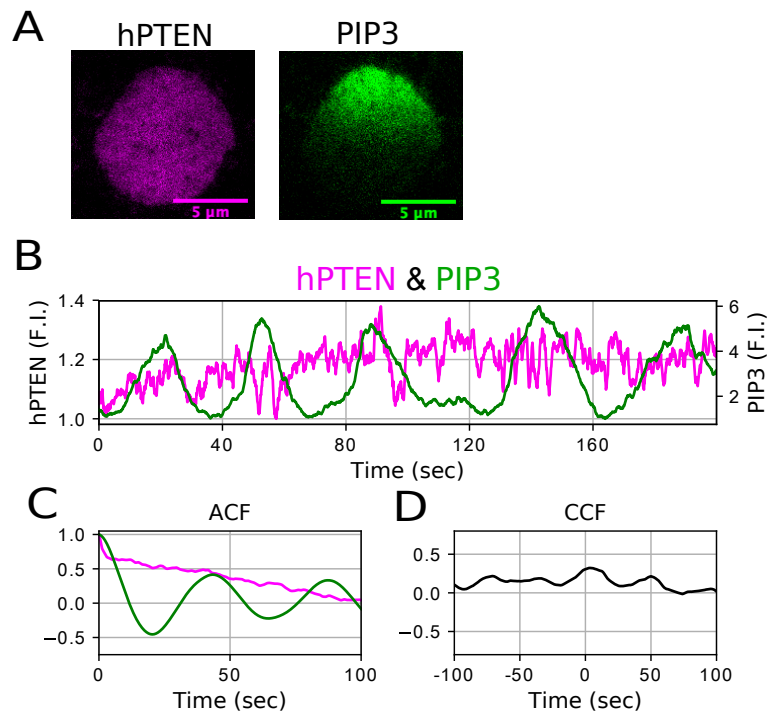 A
hPTEN
PIP3
5 μm
5 μm
B
hPTEN & PIP3
hPTEN (F.I.)
1.4
1.2
1.0
6
4
2
PIP3 (F.I.)
0
40
80
120
160
Time (sec)
C
ACF
1.0
0.5
0.0
−0.5
0
50
100
Time (sec)
D
CCF
0.5
0.0
−0.5
-100
-50
0
50
100
Time (sec)